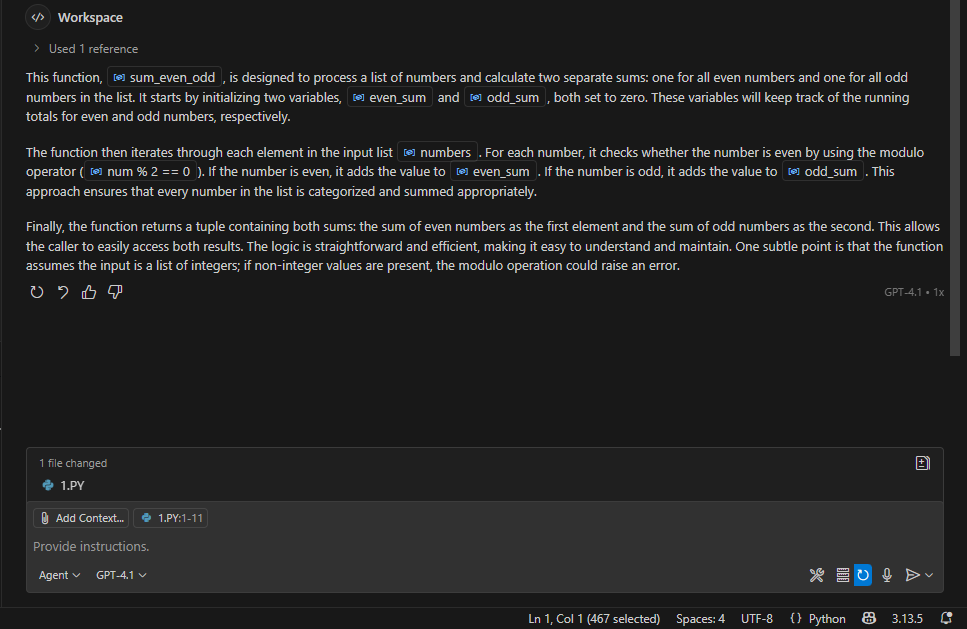 Workspace
Used 1 reference
This function, sum_even_odd , is designed to process a list of numbers and calculate two separate sums: one for all even numbers and one for all odd
numbers in the list. It starts by initializing two variables, even_sum and odd_sum , both set to zero. These variables will keep track of the running
totals for even and odd numbers, respectively.
The function then iterates through each element in the input list numbers . For each number, it checks whether the number is even by using the modulo
operator ( num % 2 == 0 ). If the number is even, it adds the value to even_sum . If the number is odd, it adds the value to odd_sum . This
approach ensures that every number in the list is categorized and summed appropriately.
Finally, the function returns a tuple containing both sums: the sum of even numbers as the first element and the sum of odd numbers as the second. This allows
the caller to easily access both results. The logic is straightforward and efficient, making it easy to understand and maintain. One subtle point is that the function
assumes the input is a list of integers; if non-integer values are present, the modulo operation could raise an error.
GPT-4.1 • 1x
1 file changed
1.PY
Add Context... 1.PY:1-11
Provide instructions.
Agent GPT-4.1
Ln 1, Col 1 (467 selected) Spaces: 4 UTF-8 {} Python 3.13.5